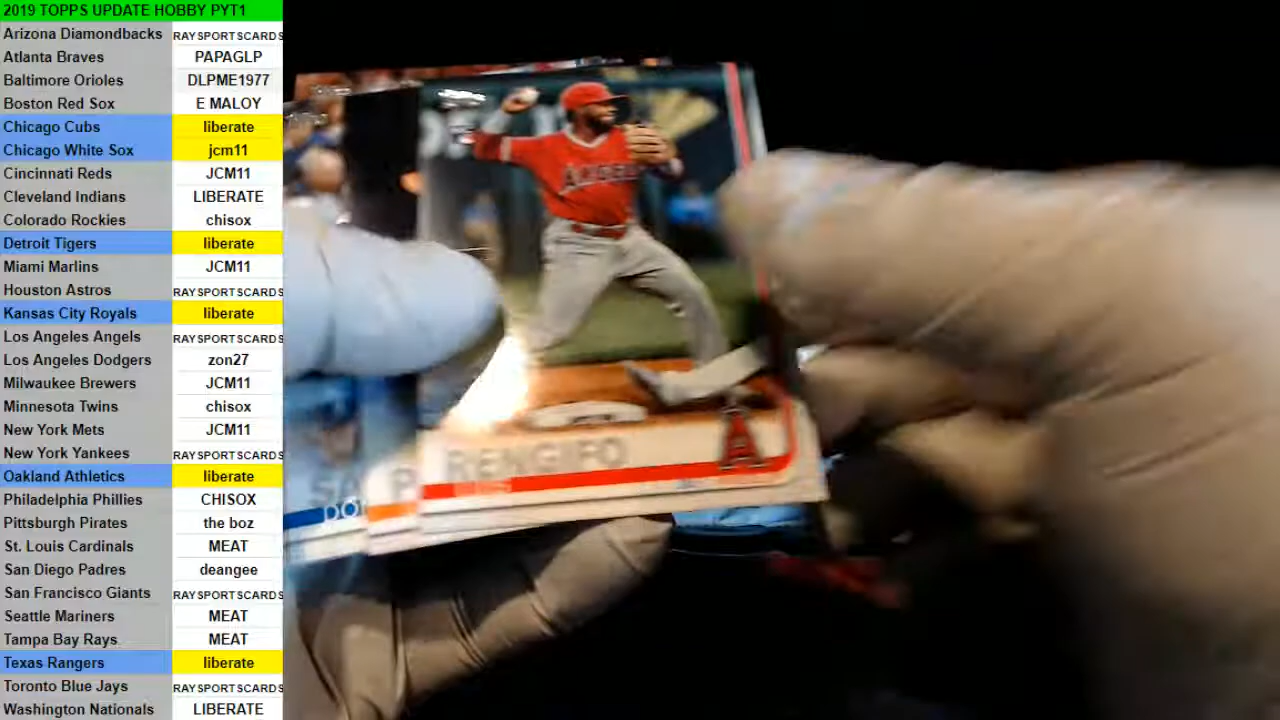 2019 TOPPS UPDATE HOBBY PYT1
Arizona Diamondbacks RAYSPORTSCARDS
Atlanta Braves PAPAGLP
Baltimore Orioles DLPME1977
Boston Red Sox E MALOY
Chicago Cubs liberate
Chicago White Sox jcm11
Cincinnati Reds JCM11
Cleveland Indians LIBERATE
Colorado Rockies chisox
Detroit Tigers liberate
Miami Marlins JCM11
Houston Astros RAYSPORTSCARDS
Kansas City Royals liberate
Los Angeles Angels RAYSPORTSCARDS
Los Angeles Dodgers zon27
Milwaukee Brewers JCM11
Minnesota Twins chisox
New York Mets JCM11
New York Yankees RAYSPORTSCARDS
Oakland Athletics liberate
Philadelphia Phillies CHISOX
Pittsburgh Pirates the boz
St. Louis Cardinals MEAT
San Diego Padres deangee
San Francisco Giants RAYSPORTSCARDS
Seattle Mariners MEAT
Tampa Bay Rays MEAT
Texas Rangers liberate
Toronto Blue Jays RAYSPORTSCARDS
Washington Nationals LIBERATE
ANGELS
RENGIFO
A